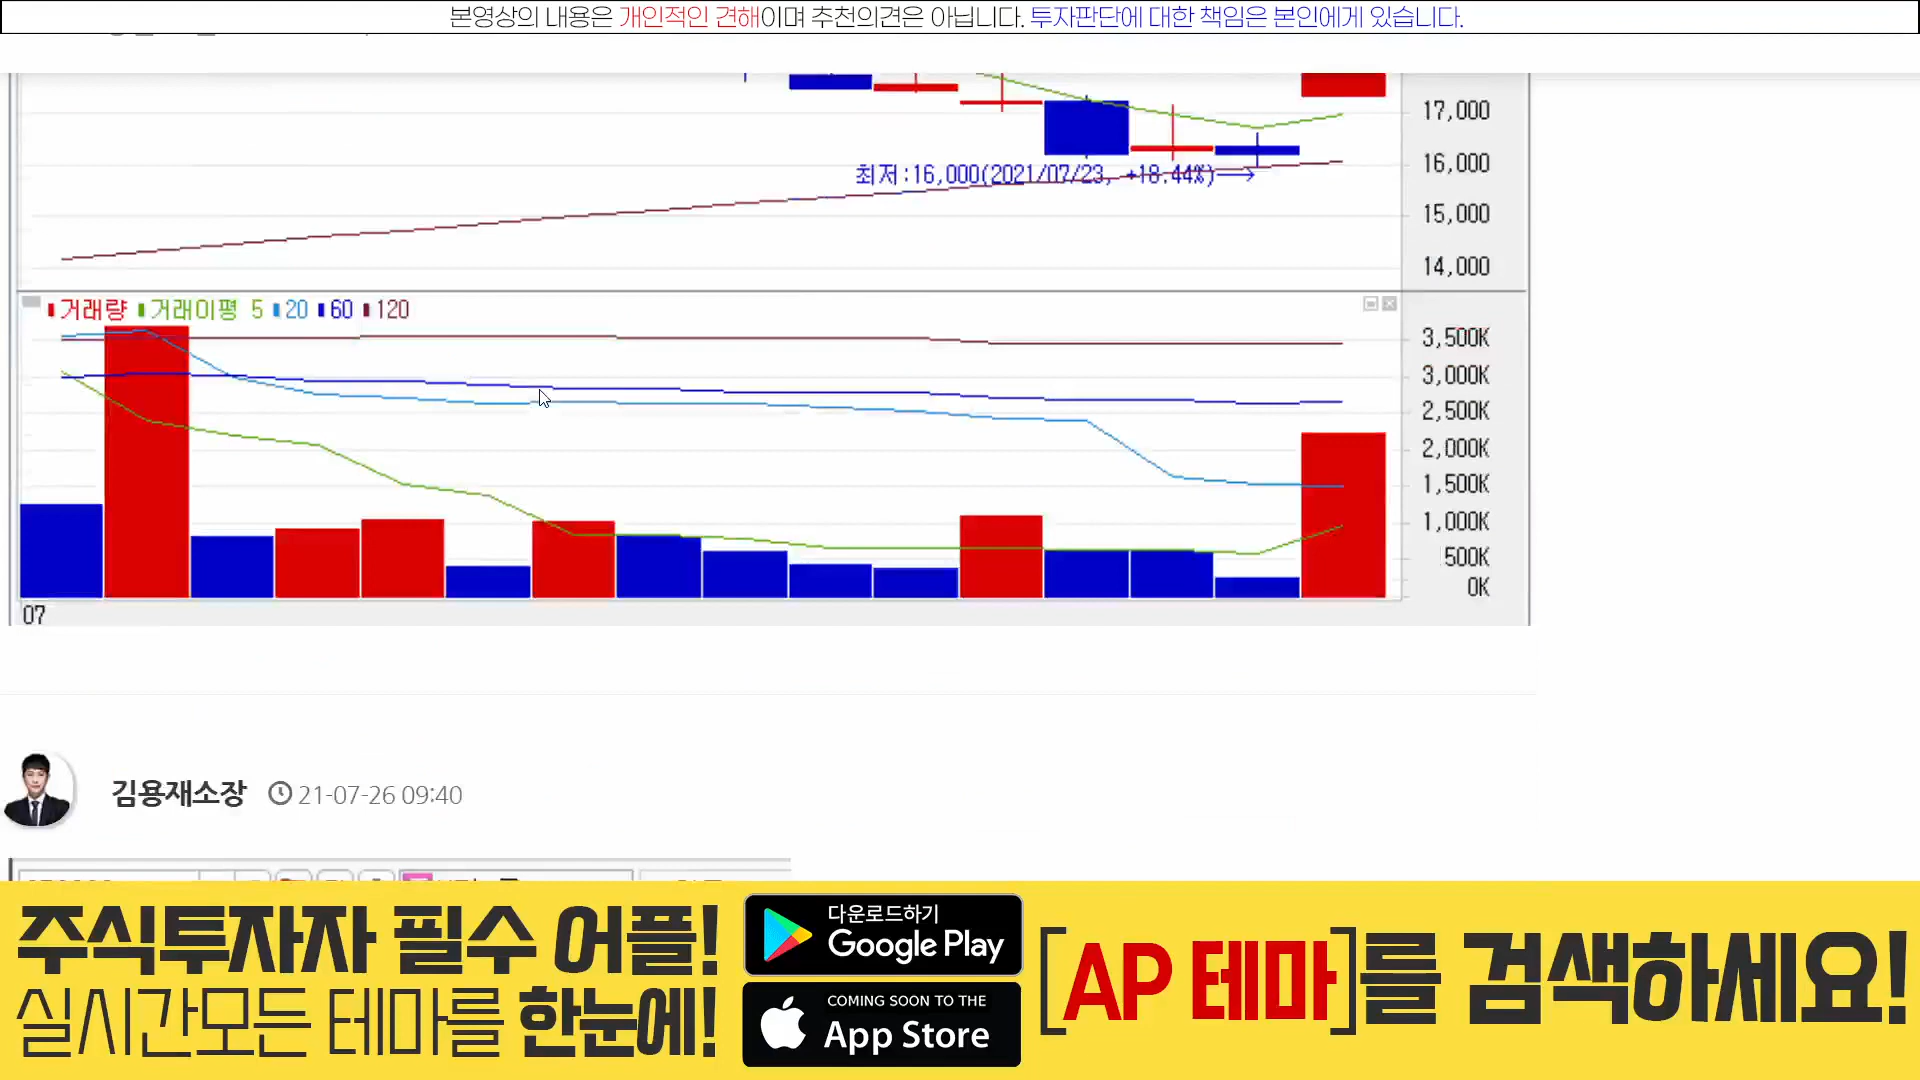 본영상의 내용은 개인적인 견해이며 추천의견은 아닙니다. 투자판단에 대한 책임은 본인에게 있습니다.
17,000
16,000
최저:16,000(2021/07/23, +18.44%)→
15,000
14,000
거래량 거래이평 5 20 60 120
3,500K
3,000K
2,500K
2,000K
1,500K
1,000K
500K
0K
07
김용재소장 21-07-26 09:40
주식투자자 필수 어플!
실시간모든 테마를 한눈에!
다운로드하기
Google Play
COMING SOON TO THE
App Store
[AP 테마]를 검색하세요!